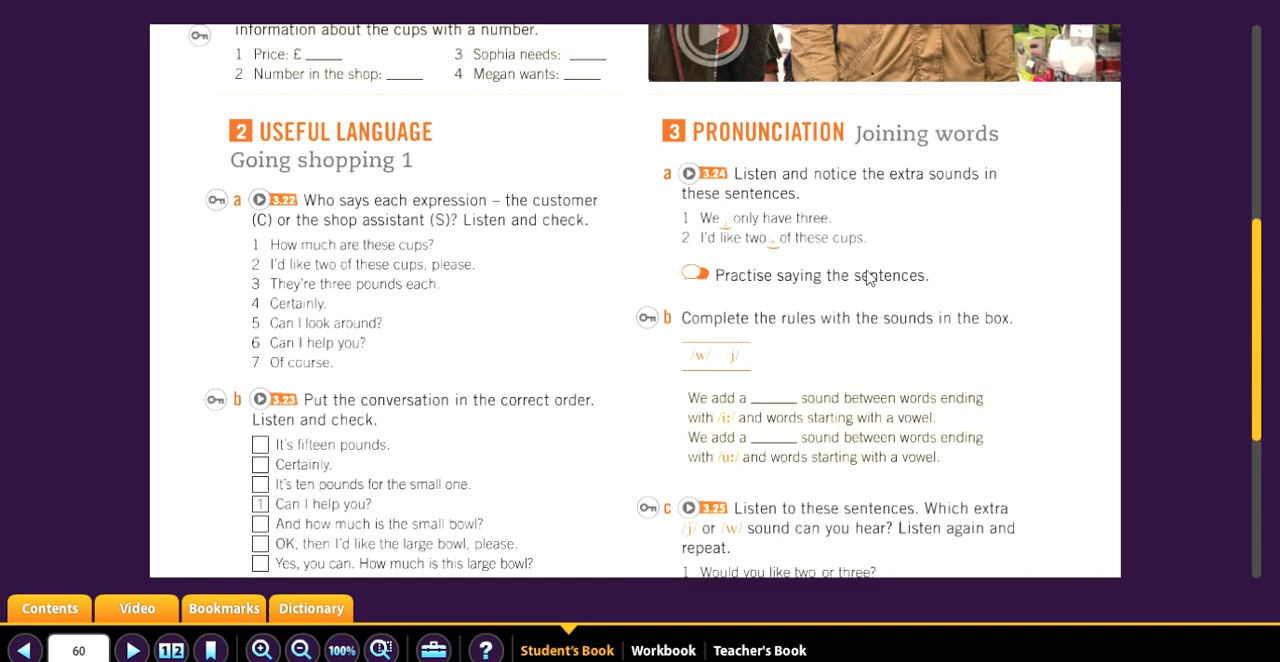 information about the cups with a number.
1 Price: £ ______
2 Number in the shop: ______
3 Sophia needs: ______
4 Megan wants: ______
2 USEFUL LANGUAGE
Going shopping 1
a 3.22 Who says each expression – the customer
(C) or the shop assistant (S)? Listen and check.
1 How much are these cups?
2 I'd like two of these cups, please.
3 They're three pounds each.
4 Certainly.
5 Can I look around?
6 Can I help you?
7 Of course.
b 3.23 Put the conversation in the correct order.
Listen and check.
It's fifteen pounds.
Certainly.
It's ten pounds for the small one.
1 Can I help you?
And how much is the small bowl?
OK, then I'd like the large bowl, please.
Yes, you can. How much is this large bowl?
3 PRONUNCIATION Joining words
a 3.24 Listen and notice the extra sounds in
these sentences.
1 We j only have three.
2 I'd like two w of these cups.
Practise saying the sentences.
b Complete the rules with the sounds in the box.
/w/ /j/
We add a ______ sound between words ending
with /iː/ and words starting with a vowel.
We add a ______ sound between words ending
with /uː/ and words starting with a vowel.
c 3.25 Listen to these sentences. Which extra
/j/ or /w/ sound can you hear? Listen again and
repeat.
1 Would you like two or three?
Contents Video Bookmarks Dictionary
60 1 2 100% ? Student's Book Workbook Teacher's Book